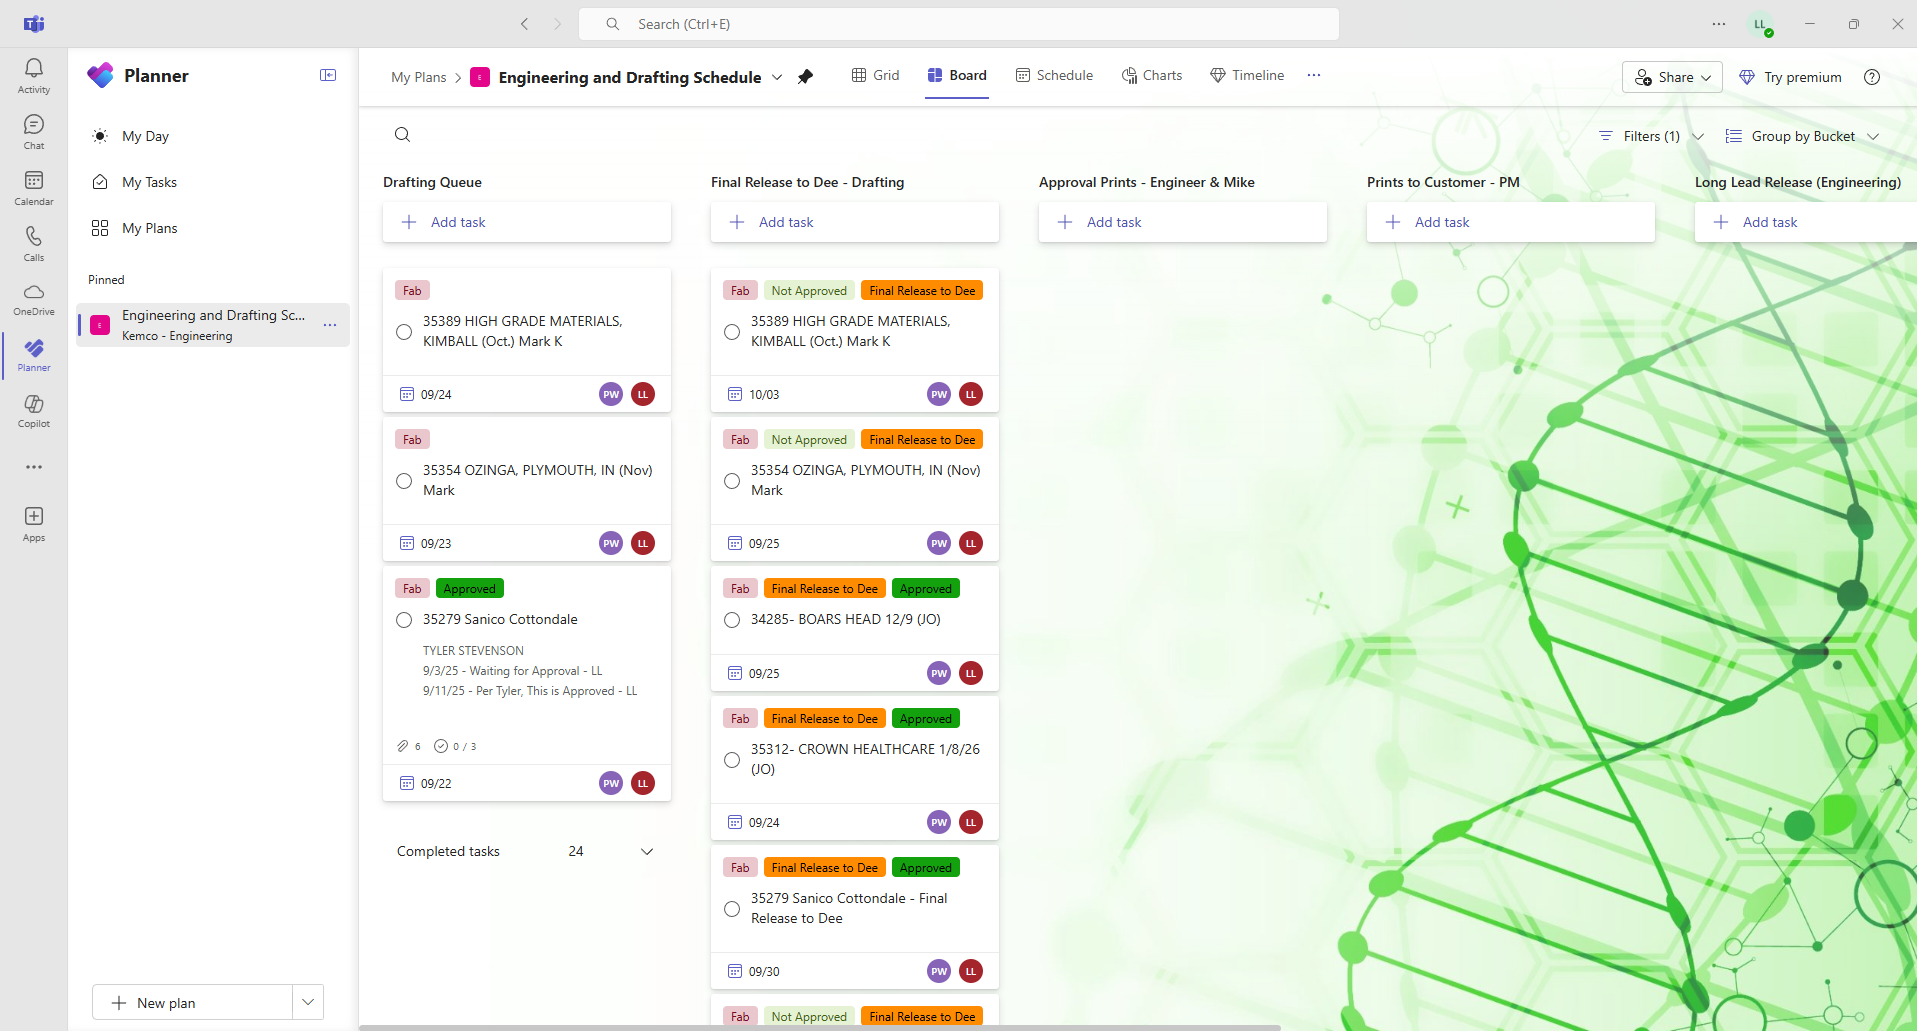 Search (Ctrl+E)
LL
Activity
Chat
Calendar
Calls
OneDrive
Planner
Copilot
Apps
Planner
My Day
My Tasks
My Plans
Pinned
E
Engineering and Drafting Sc...
Kemco - Engineering
New plan
My Plans
E
Engineering and Drafting Schedule
Grid
Board
Schedule
Charts
Timeline
Share
Try premium
Filters (1)
Group by Bucket
Drafting Queue
Add task
Fab
35389 HIGH GRADE MATERIALS,
KIMBALL (Oct.) Mark K
09/24
PW LL
Fab
35354 OZINGA, PLYMOUTH, IN (Nov)
Mark
09/23
PW LL
Fab Approved
35279 Sanico Cottondale
TYLER STEVENSON
9/3/25 - Waiting for Approval - LL
9/11/25 - Per Tyler, This is Approved - LL
6 0 / 3
09/22
PW LL
Completed tasks 24
Final Release to Dee - Drafting
Add task
Fab Not Approved Final Release to Dee
35389 HIGH GRADE MATERIALS,
KIMBALL (Oct.) Mark K
10/03
PW LL
Fab Not Approved Final Release to Dee
35354 OZINGA, PLYMOUTH, IN (Nov)
Mark
09/25
PW LL
Fab Final Release to Dee Approved
34285- BOARS HEAD 12/9 (JO)
09/25
PW LL
Fab Final Release to Dee Approved
35312- CROWN HEALTHCARE 1/8/26
(JO)
09/24
PW LL
Fab Final Release to Dee Approved
35279 Sanico Cottondale - Final
Release to Dee
09/30
PW LL
Fab Not Approved Final Release to Dee
Approval Prints - Engineer & Mike
Add task
Prints to Customer - PM
Add task
Long Lead Release (Engineering)
Add task